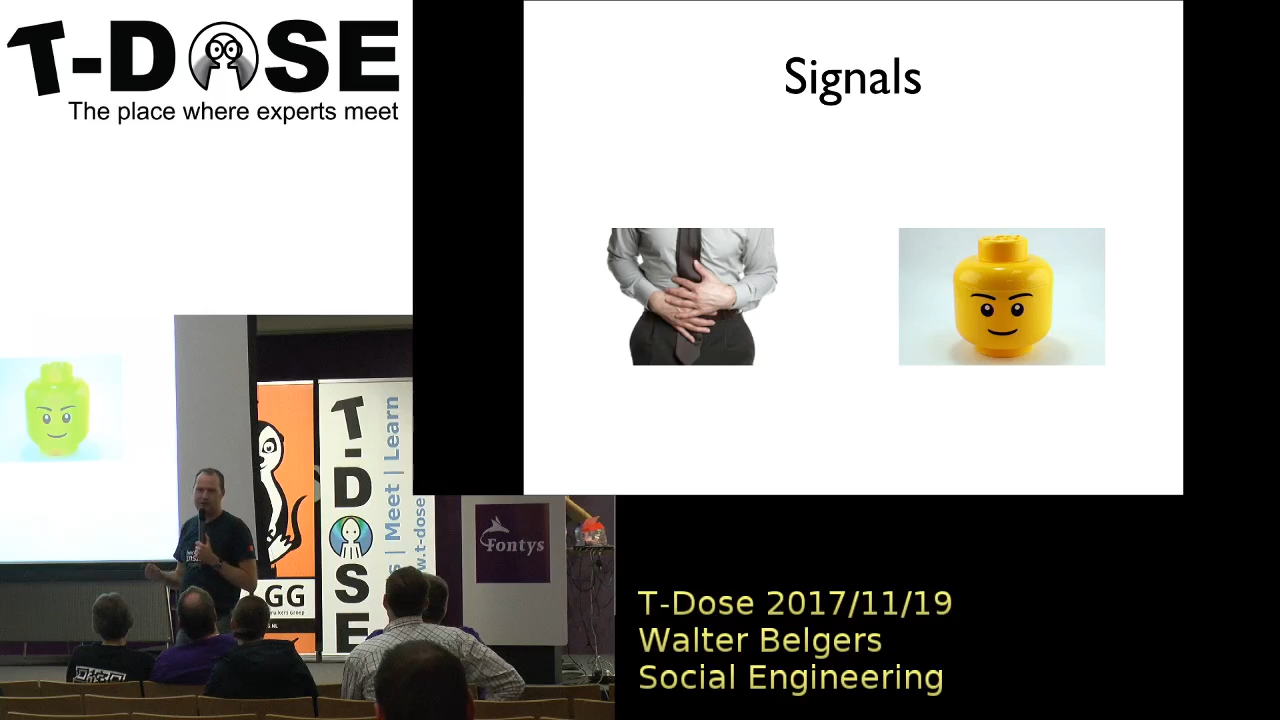 T-DOSE
The place where experts meet
Signals
T-DOSE
| Meet | Learn
w.t-dose
Fontys
GG
T-Dose 2017/11/19
Walter Belgers
Social Engineering